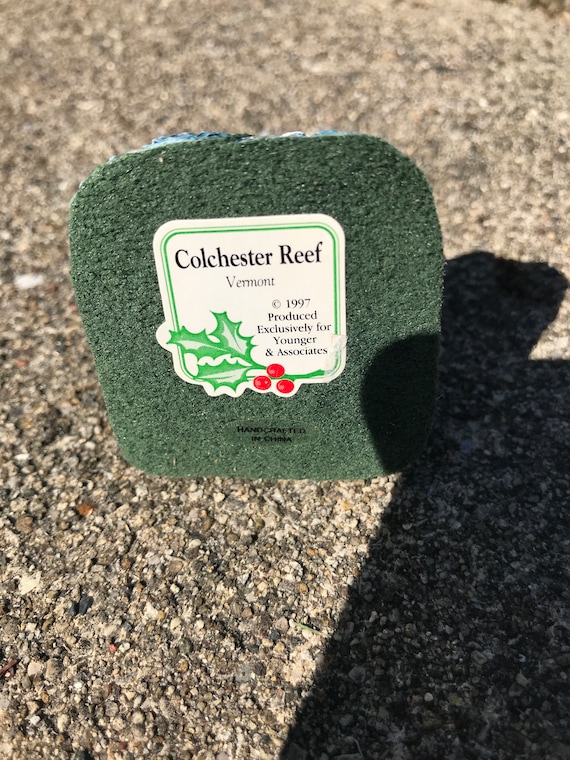 Colchester Reef
Vermont
© 1997
Produced
Exclusively for
Younger
& Associates
HANDCRAFTED
IN CHINA